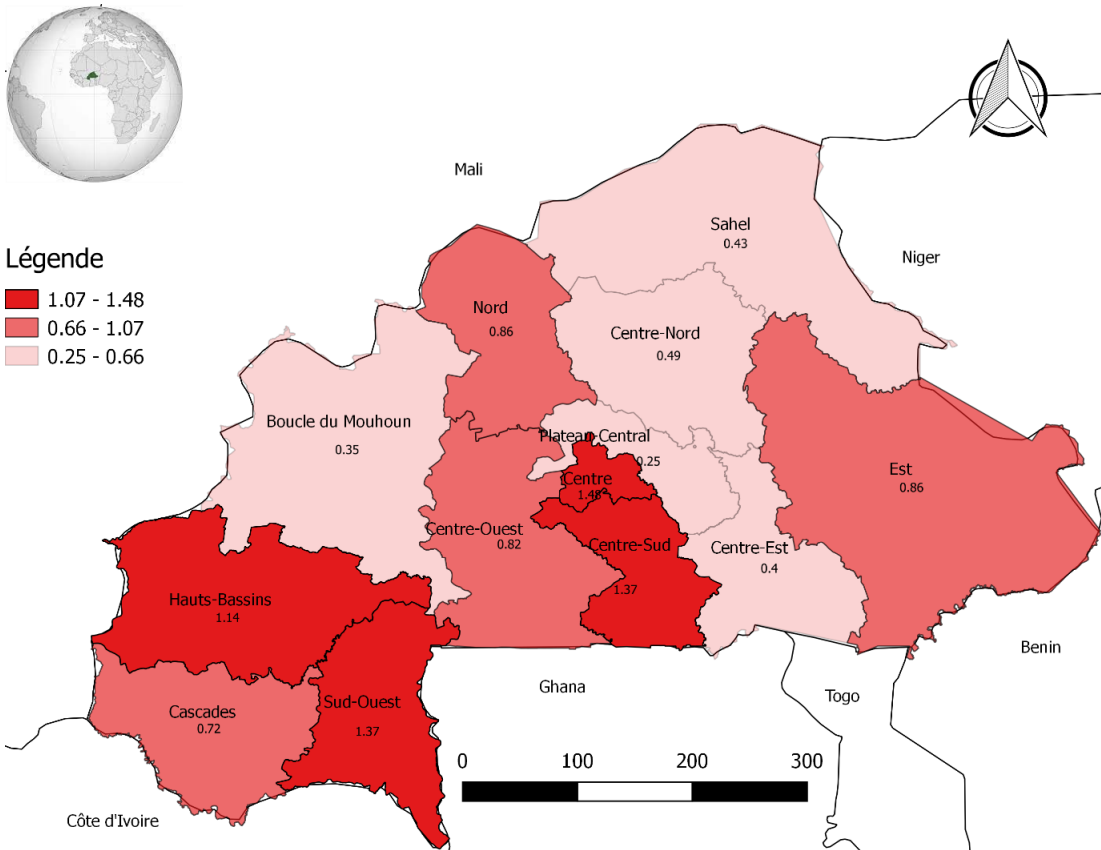 Mali
Sahel
0.43
Niger
Légende
1.07 - 1.48
0.66 - 1.07
0.25 - 0.66
Nord
0.86
Centre-Nord
0.49
Boucle du Mouhoun
0.35
Plateau-Central
0.25
Est
0.86
Centre
1.48
Centre-Ouest
0.82
Centre-Sud
1.37
Centre-Est
0.4
Hauts-Bassins
1.14
Benin
Ghana
Togo
Cascades
0.72
Sud-Ouest
1.37
0 100 200 300
Côte d'Ivoire